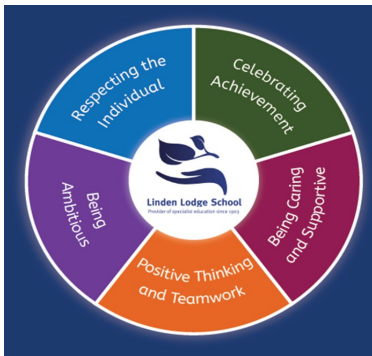 Respecting the
Individual
Celebrating
Achievement
Being Caring
and Supportive
Positive Thinking
and Teamwork
Being
Ambitious
Linden Lodge School
Provider of specialist education since 1903